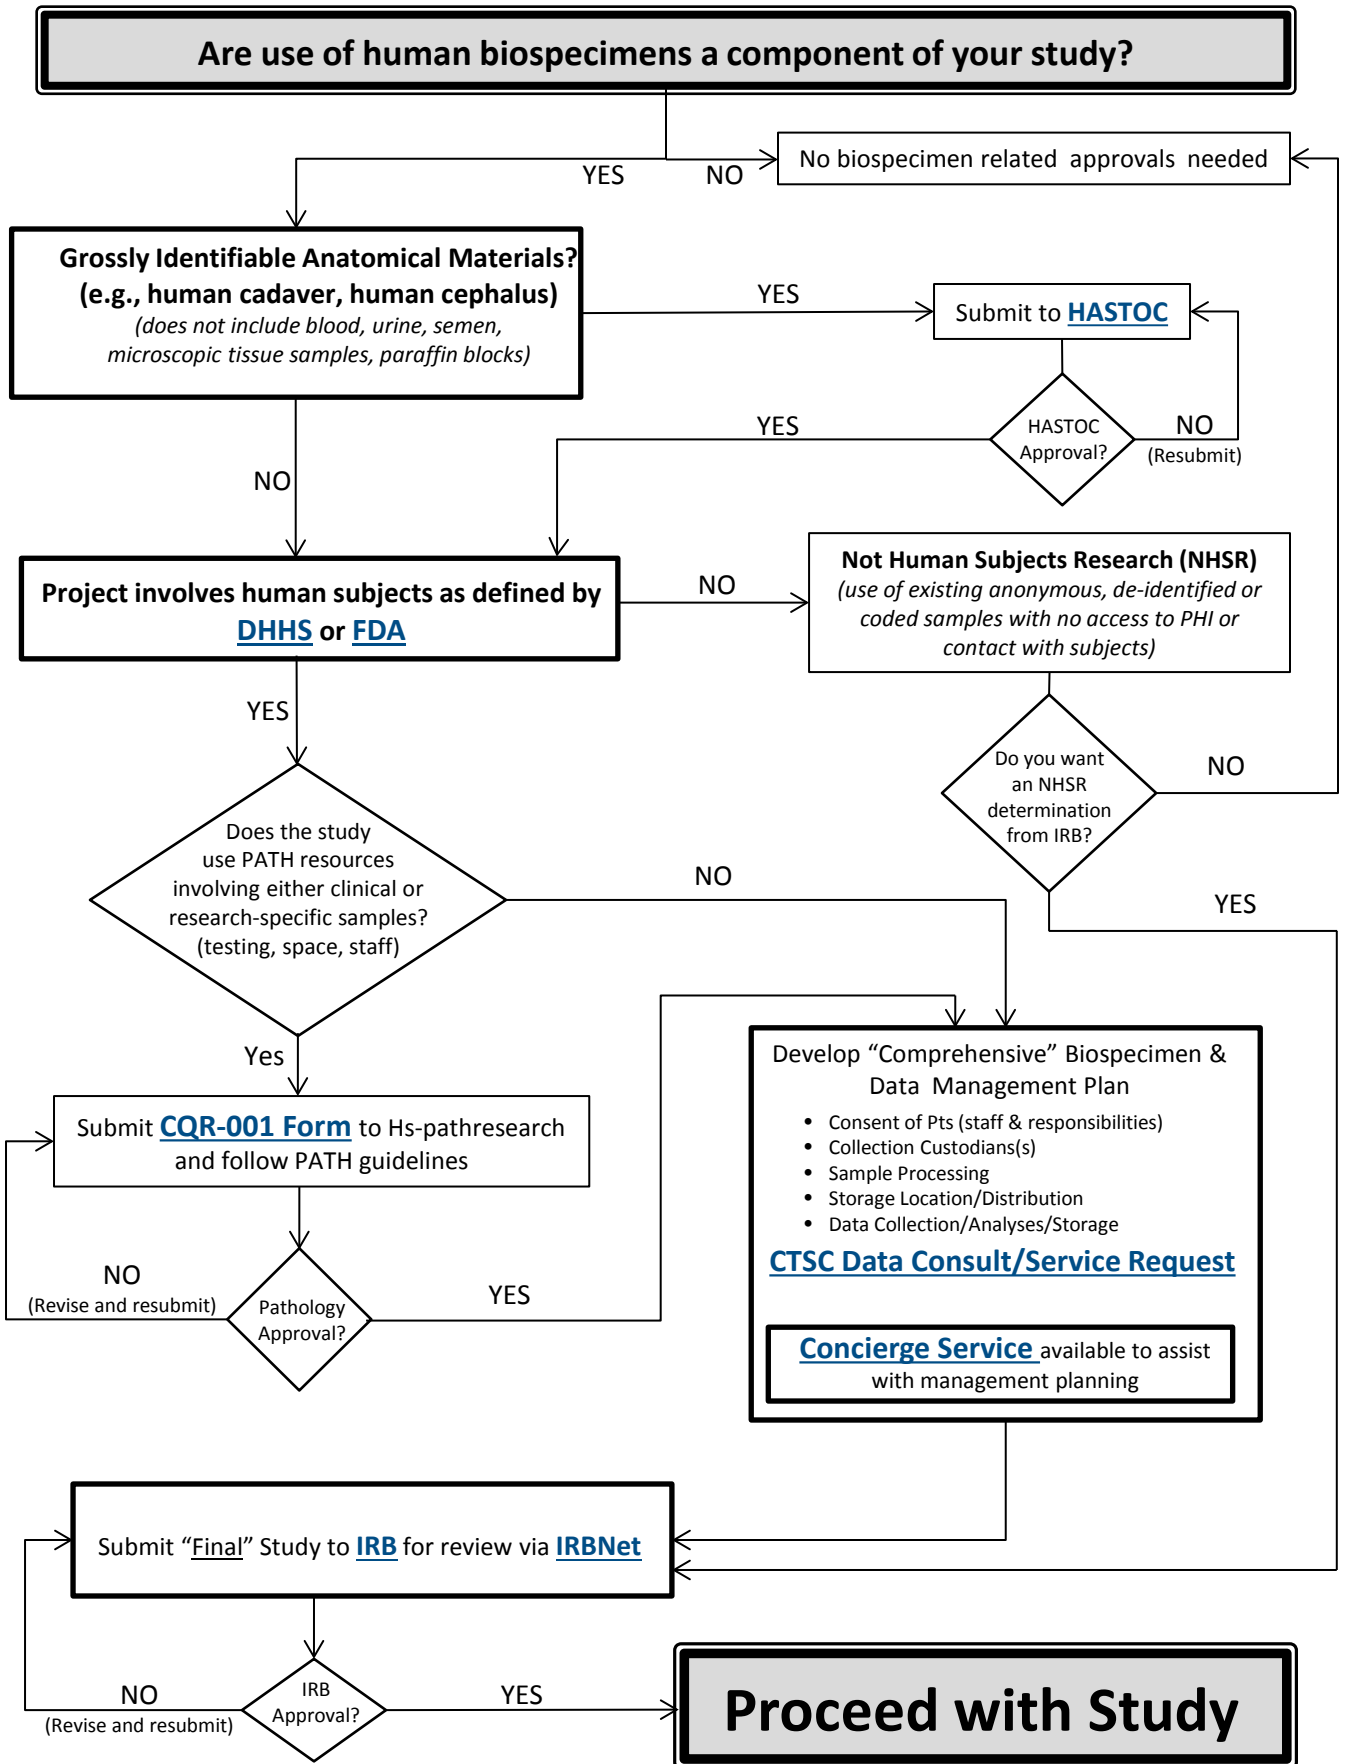 Are use of human biospecimens a component of your study?
No biospecimen related approvals needed
YES
NO
Grossly Identifiable Anatomical Materials?
(e.g., human cadaver, human cephalus)
(does not include blood, urine, semen,
microscopic tissue samples, paraffin blocks)
YES
Submit to HASTOC
YES
HASTOC
Approval?
NO
(Resubmit)
NO
Project involves human subjects as defined by
DHHS or FDA
NO
Not Human Subjects Research (NHSR)
(use of existing anonymous, de-identified or
coded samples with no access to PHI or
contact with subjects)
YES
Do you want
an NHSR
determination
from IRB?
NO
YES
Does the study
use PATH resources
involving either clinical or
research-specific samples?
(testing, space, staff)
NO
Yes
Submit CQR-001 Form to Hs-pathresearch
and follow PATH guidelines
NO
(Revise and resubmit)
Pathology
Approval?
YES
Develop “Comprehensive” Biospecimen &
Data Management Plan
• Consent of Pts (staff & responsibilities)
• Collection Custodians(s)
• Sample Processing
• Storage Location/Distribution
• Data Collection/Analyses/Storage
CTSC Data Consult/Service Request
Concierge Service available to assist
with management planning
Submit “Final” Study to IRB for review via IRBNet
NO
(Revise and resubmit)
IRB
Approval?
YES
Proceed with Study